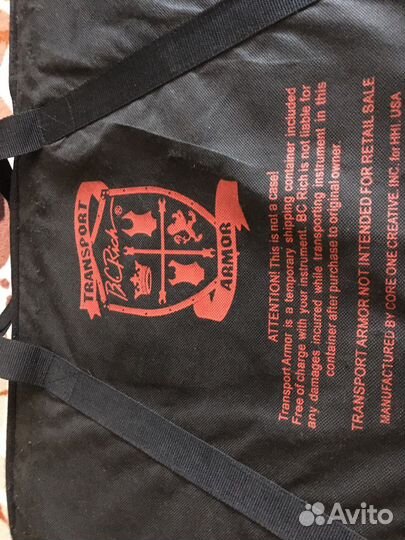 TRANSPORT
B.C. Rich®
ARMOR
ATTENTION! This is not a case!
Transport Armor is a temporary shipping container included
Free of charge with your instrument. BC Rich is not liable for
any damages incurred while transporting instrument in this
container after purchase to original owner.
TRANSPORT ARMOR NOT INTENDED FOR RETAIL SALE.
MANUFACTURED BY CORE ONE CREATIVE, INC. for HHI, USA
Avito